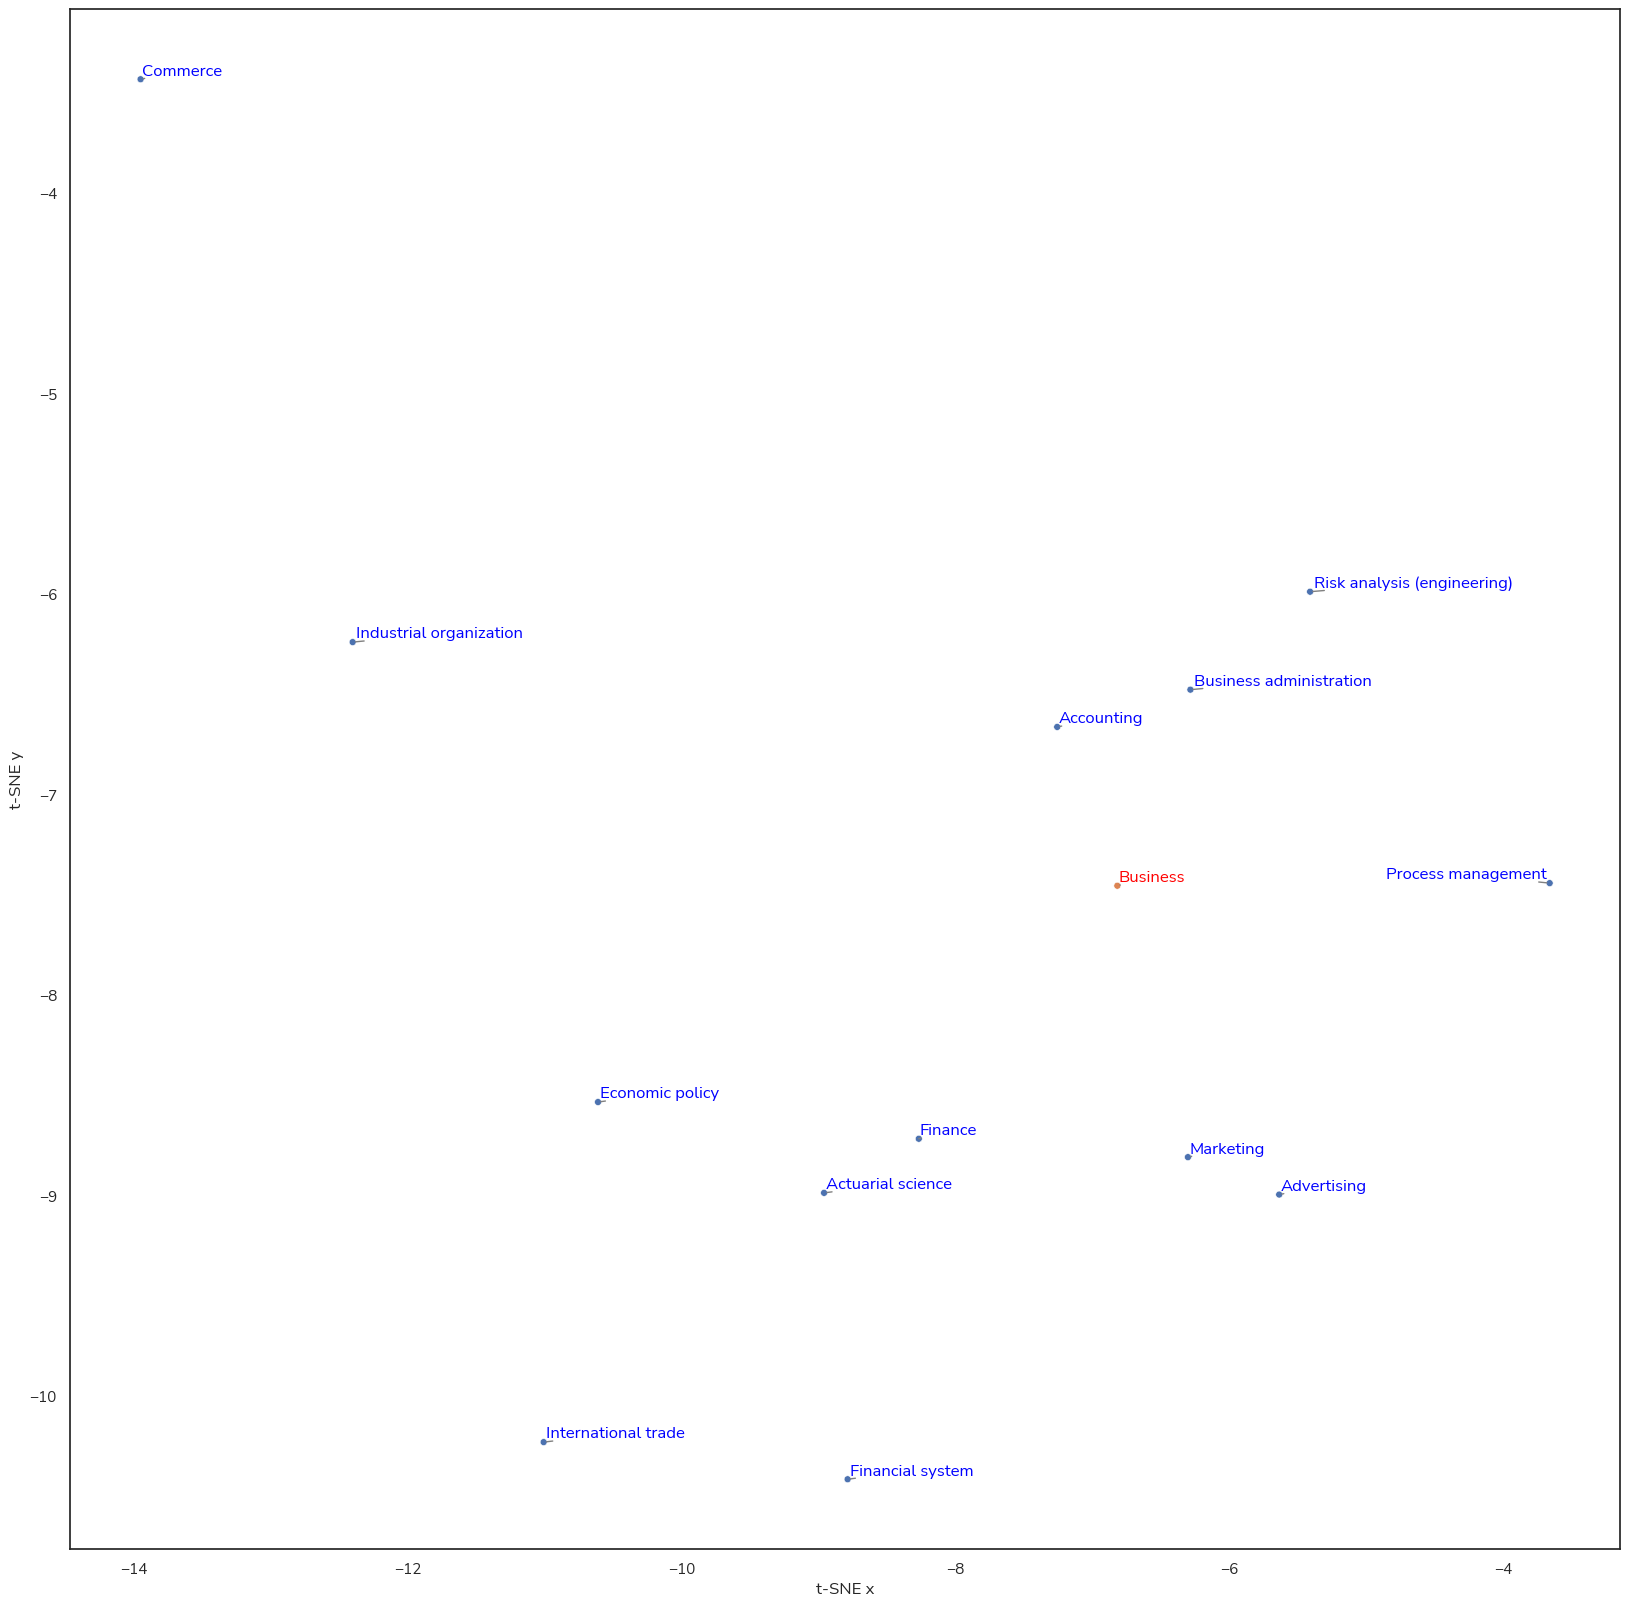 Commerce
−4
−5
−6
Risk analysis (engineering)
Industrial organization
Business administration
Accounting
−7
t-SNE y
Process management
Business
−8
Economic policy
Finance
Marketing
Actuarial science
Advertising
−9
−10
International trade
Financial system
−14
−12
−10
−8
−6
−4
t-SNE x